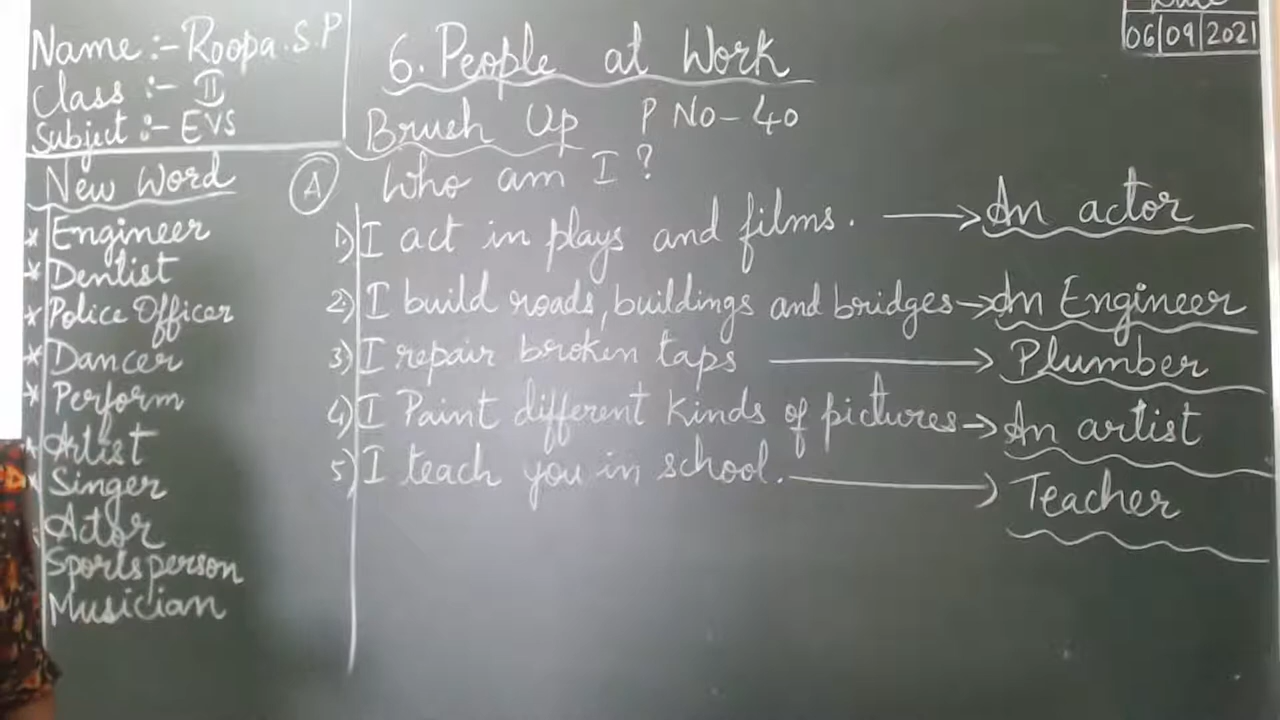 Name :- Roopa.S.P
Class :- II
Subject :- EVS
New Word
* Engineer
* Dentist
* Police Officer
* Dancer
* Perform
* Artist
* Singer
Actor
Sportsperson
Musician
Date
06|09|2021
6. People at Work
Brush Up P No-40
(A) Who am I ?
1) I act in plays and films. → An actor
2) I build roads, buildings and bridges → An Engineer
3) I repair broken taps → Plumber
4) I Paint different kinds of pictures → An artist
5) I teach you in school. → Teacher